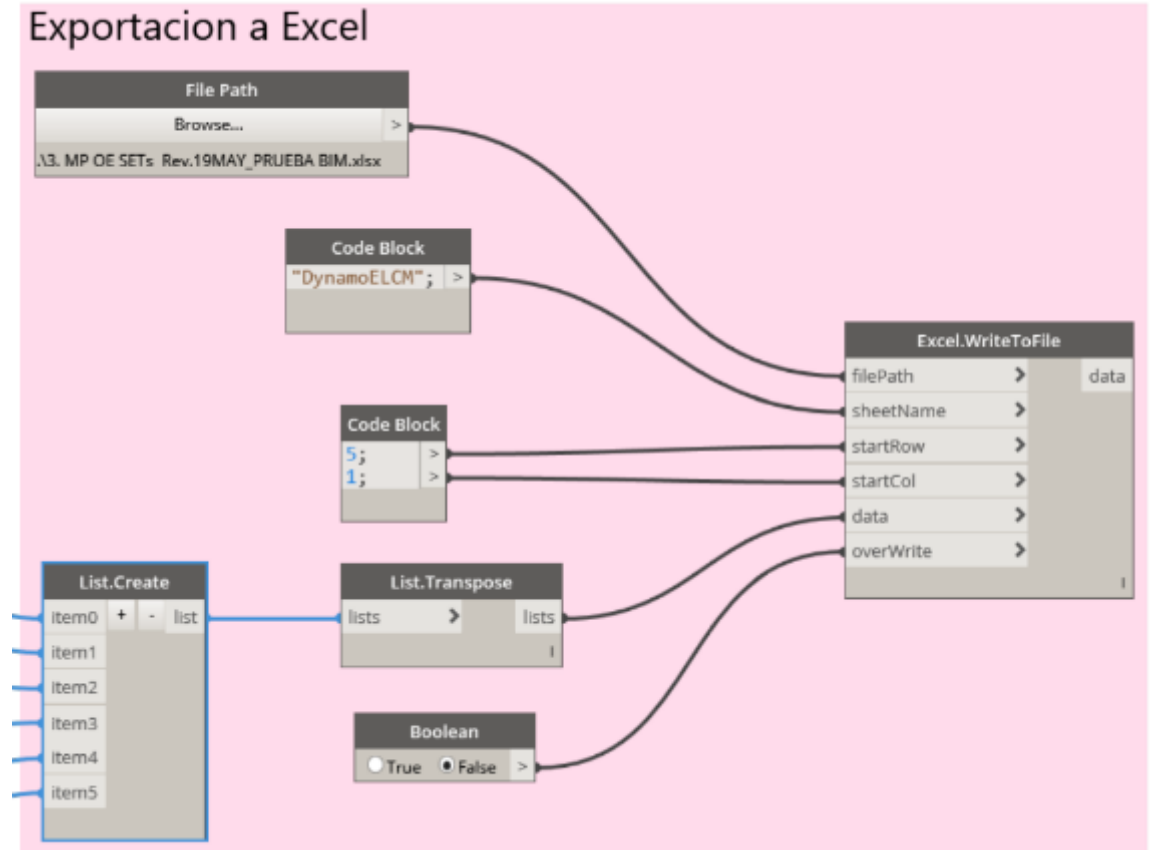 Exportacion a Excel
File Path
Browse...
>
.\3. MP OE SETs Rev.19MAY_PRUEBA BIM.xlsx
Code Block
"DynamoELCM"; >
Code Block
5; >
1; >
Excel.WriteToFile
filePath > data
sheetName >
startRow >
startCol >
data >
overWrite >
List.Create
item0 + - list
item1
item2
item3
item4
item5
List.Transpose
lists > lists
Boolean
True False >